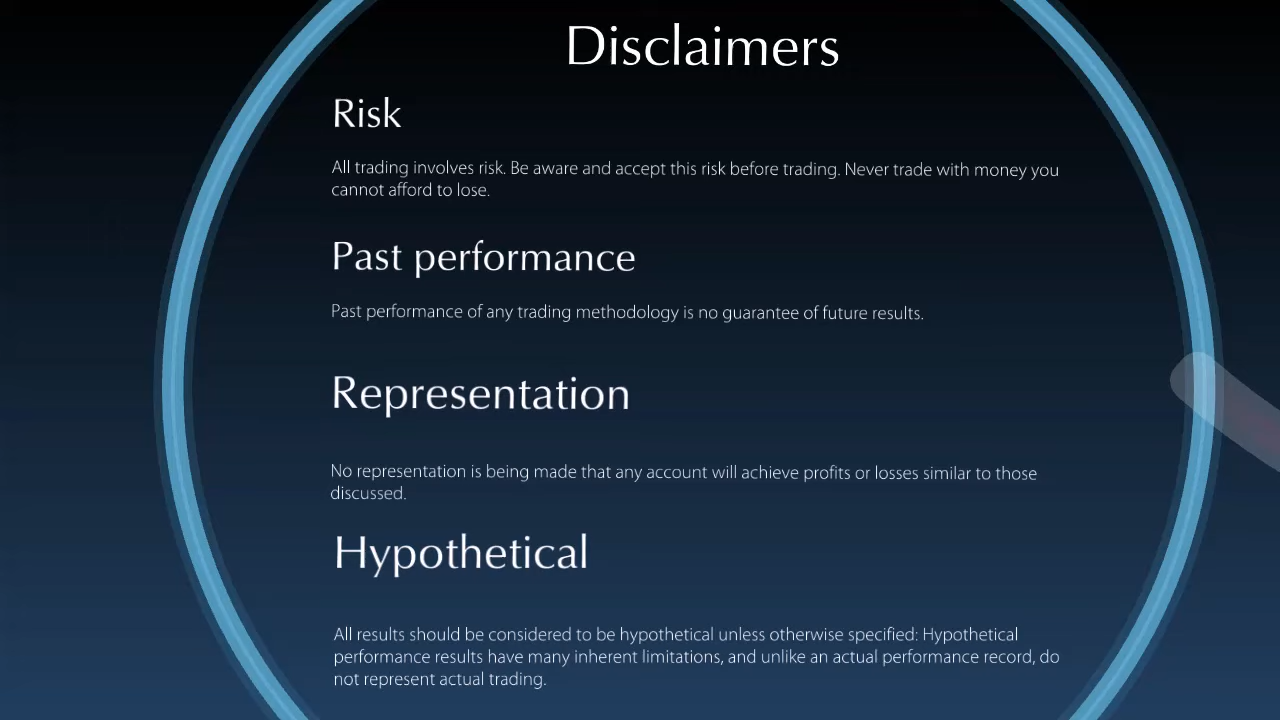 Disclaimers
Risk
All trading involves risk. Be aware and accept this risk before trading. Never trade with money you
cannot afford to lose.
Past performance
Past performance of any trading methodology is no guarantee of future results.
Representation
No representation is being made that any account will achieve profits or losses similar to those
discussed.
Hypothetical
All results should be considered to be hypothetical unless otherwise specified: Hypothetical
performance results have many inherent limitations, and unlike an actual performance record, do
not represent actual trading.